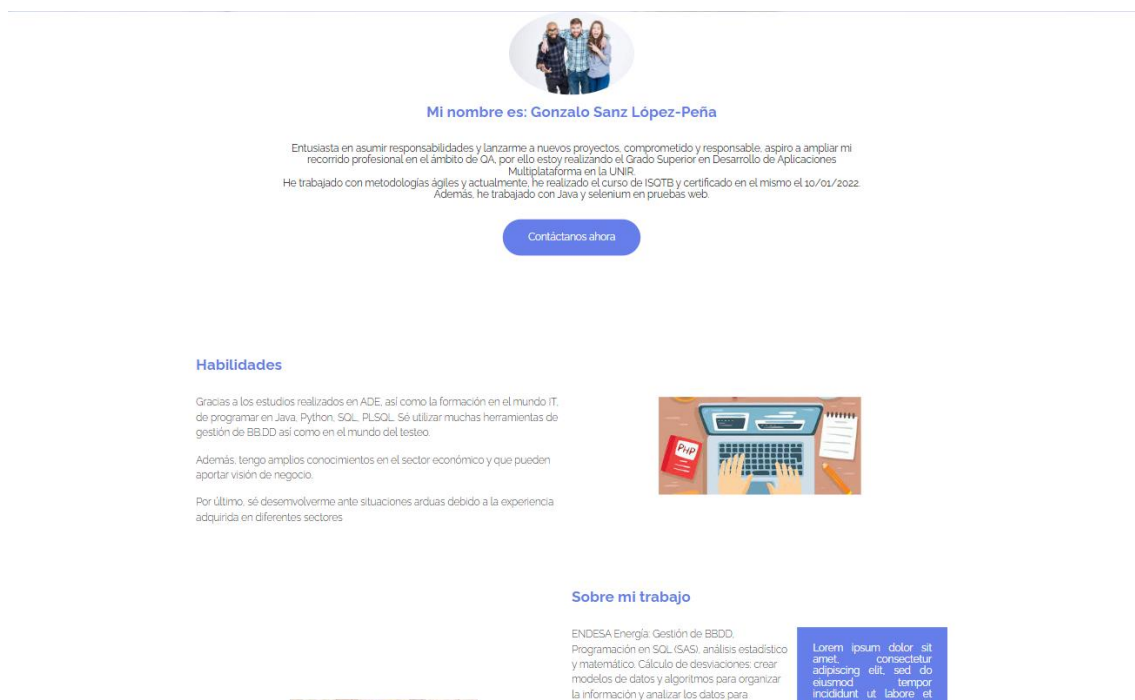 Mi nombre es: Gonzalo Sanz López-Peña
Entusiasta en asumir responsabilidades y lanzarme a nuevos proyectos, comprometido y responsable, aspiro a ampliar mi
recorrido profesional en el ámbito de QA, por ello estoy realizando el Grado Superior en Desarrollo de Aplicaciones
Multiplataforma en la UNIR.
He trabajado con metodologías ágiles y actualmente, he realizado el curso de ISQTB y certificado en el mismo el 10/01/2022.
Además, he trabajado con Java y selenium en pruebas web.
Contáctanos ahora
Habilidades
Gracias a los estudios realizados en ADE, así como la formación en el mundo IT,
de programar en Java, Python, SQL, PLSQL. Sé utilizar muchas herramientas de
gestión de BB.DD así como en el mundo del testeo.
Además, tengo amplios conocimientos en el sector económico y que pueden
aportar visión de negocio.
Por último, sé desemvolverme ante situaciones arduas debido a la experiencia
adquirida en diferentes sectores
PHP
Sobre mi trabajo
ENDESA Energía: Gestión de BBDD,
Programación en SQL (SAS), análisis estadístico
y matemático. Cálculo de desviaciones: crear
modelos de datos y algoritmos para organizar
la información y analizar los datos para
Lorem ipsum dolor sit
amet, consectetur
adipiscing elit, sed do
eiusmod tempor
incididunt ut labore et